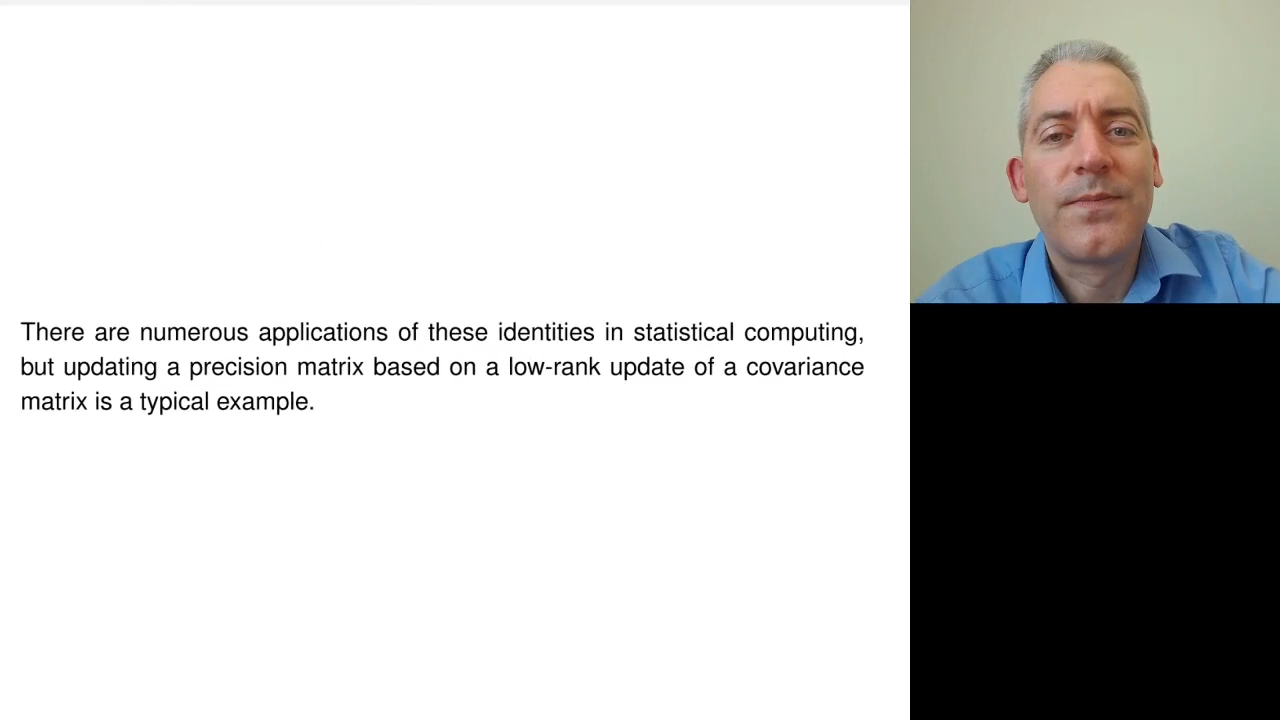 There are numerous applications of these identities in statistical computing,
but updating a precision matrix based on a low-rank update of a covariance
matrix is a typical example.